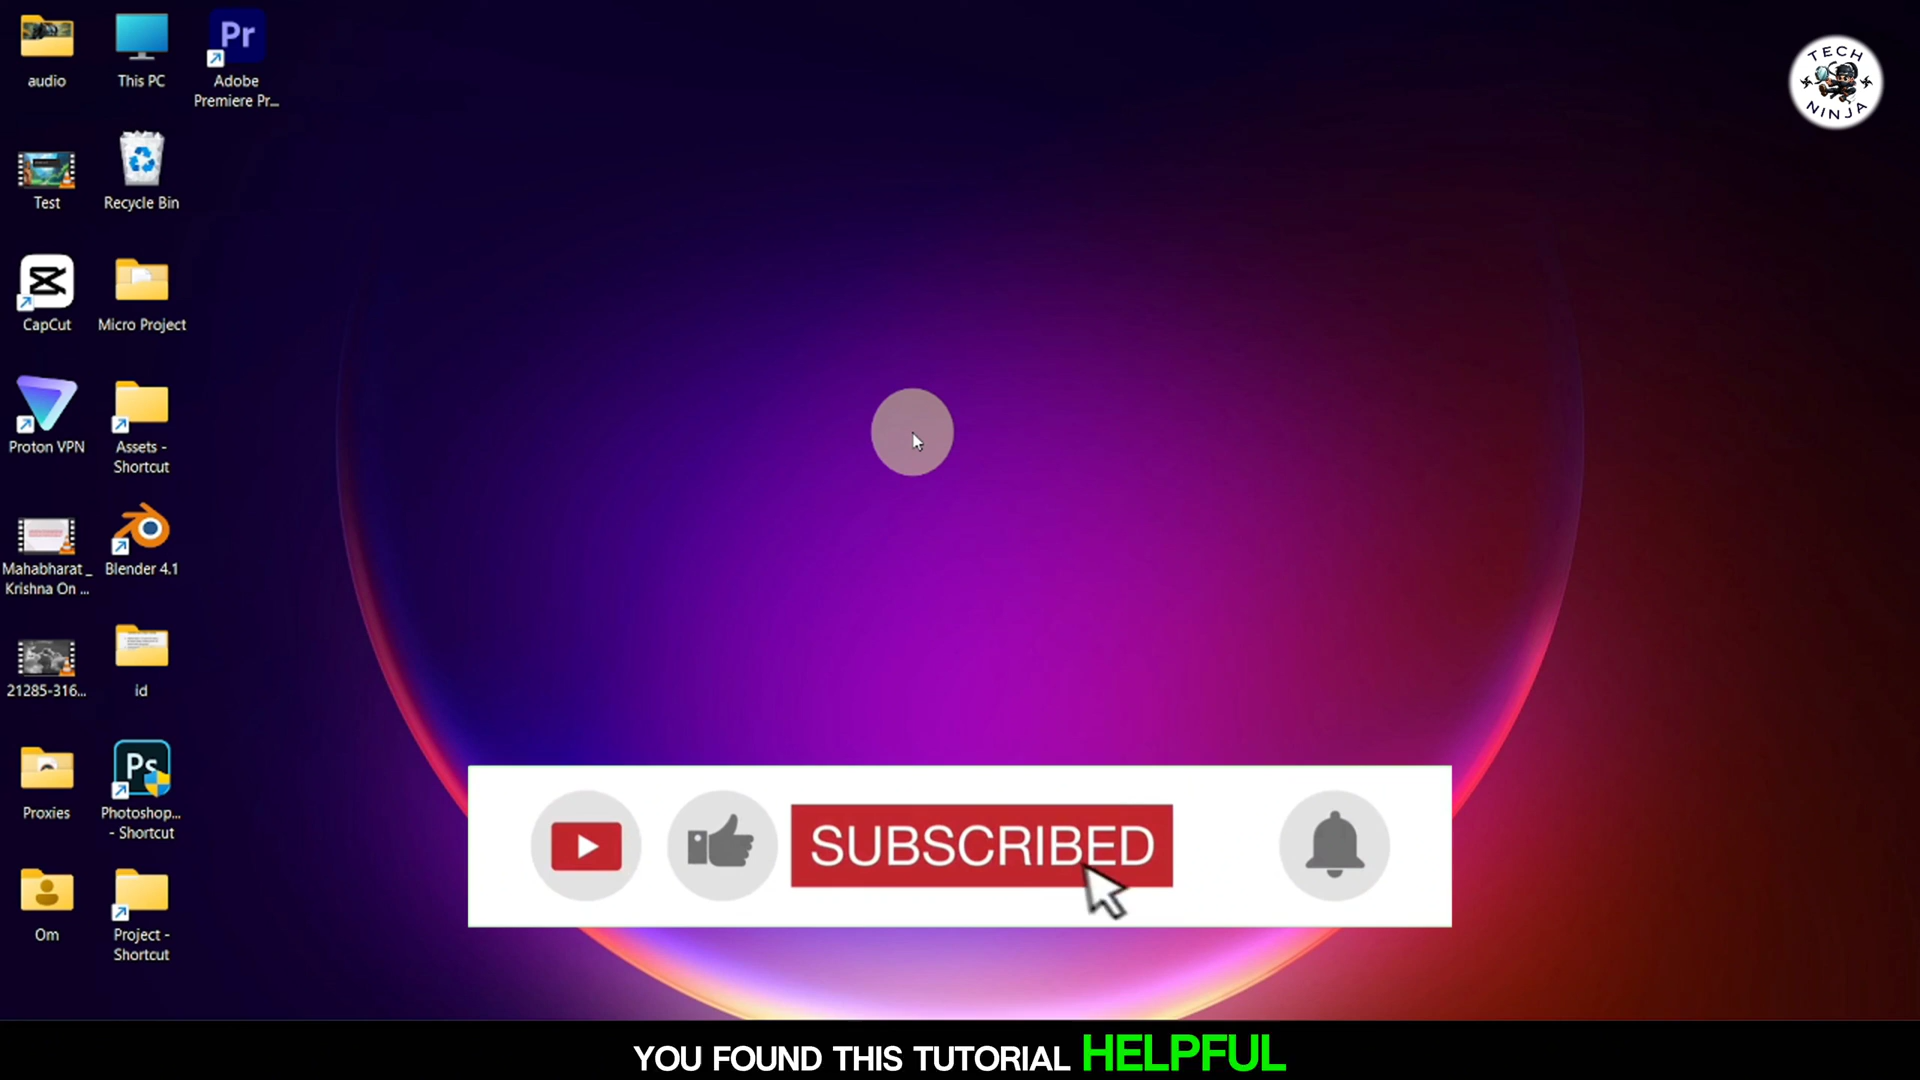 audio
This PC
Pr
Adobe
Premiere Pr...
TECH
NINJA
Test
Recycle Bin
CapCut
Micro Project
Proton VPN
Assets -
Shortcut
Mahabharat _
Krishna On ...
Blender 4.1
21285-316...
id
Proxies
Ps
Photoshop...
- Shortcut
Om
Project -
Shortcut
SUBSCRIBED
YOU FOUND THIS TUTORIAL HELPFUL